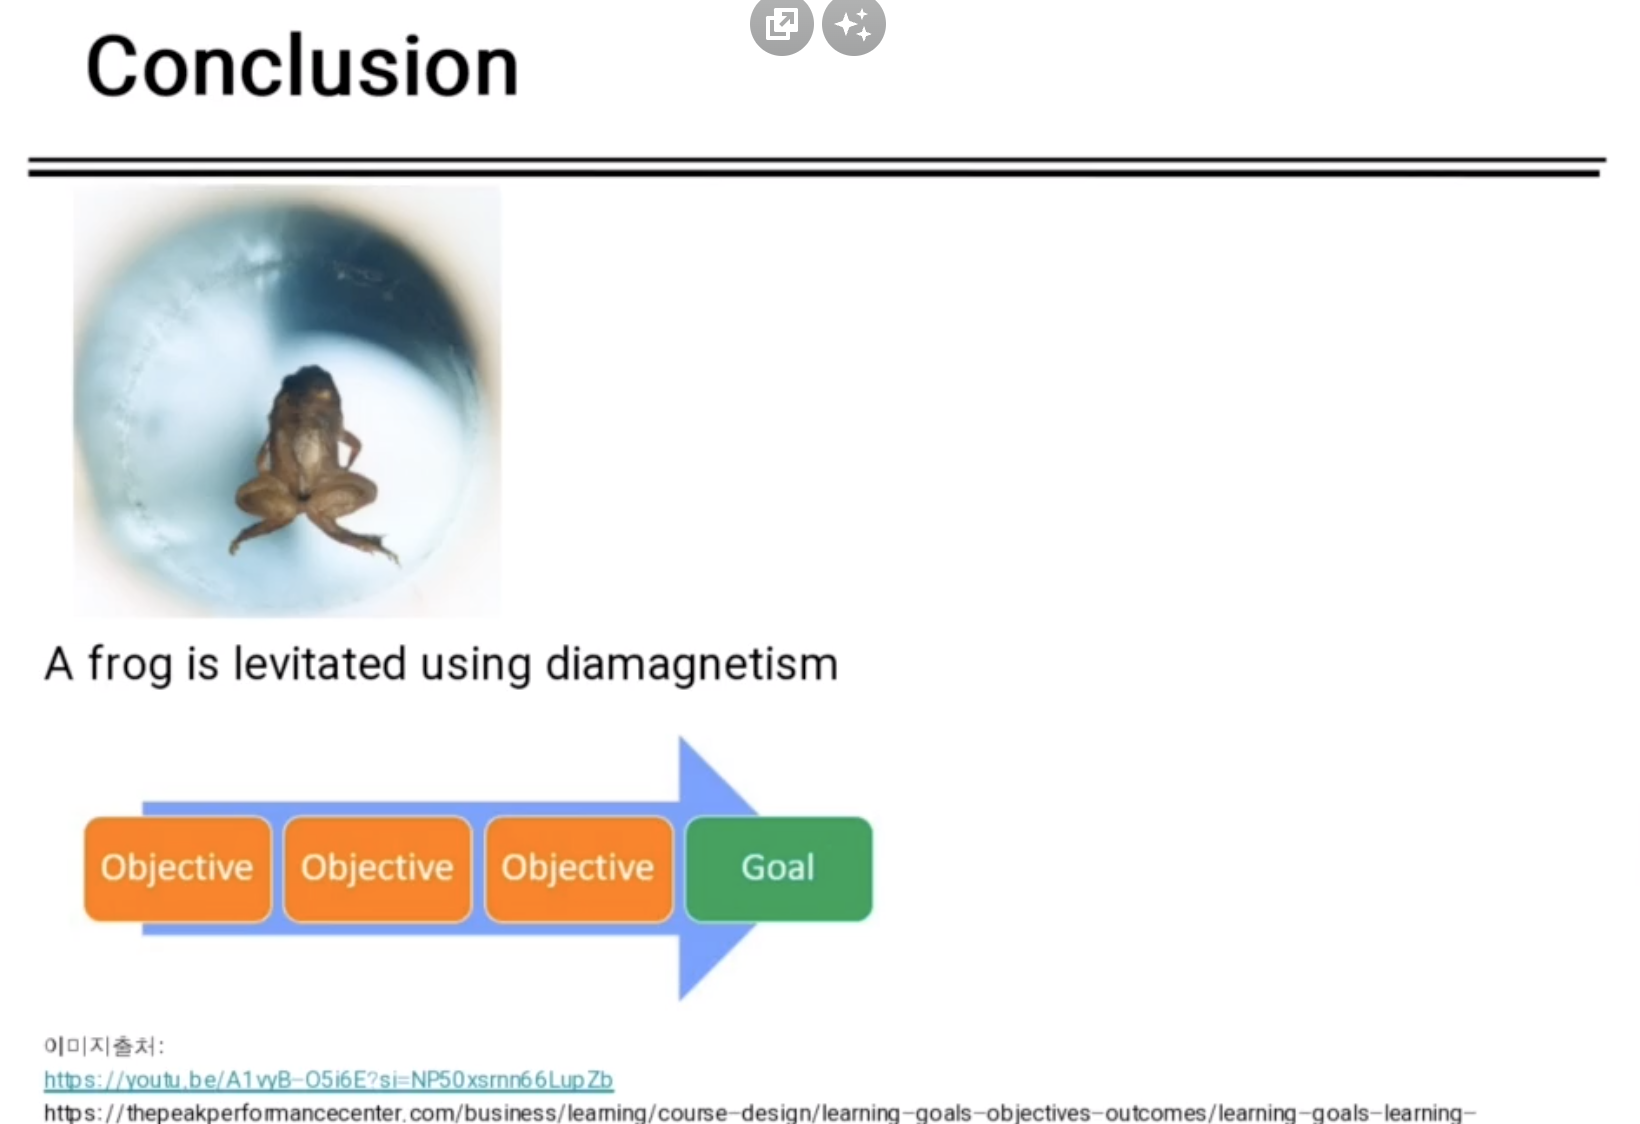 Conclusion
A frog is levitated using diamagnetism
Objective Objective Objective Goal
이미지출처:
https://youtu.be/A1vyB-O5i6E?si=NP50xsrnn66LupZb
https://thepeakperformancecenter.com/business/learning/course-design/learning-goals-objectives-outcomes/learning-goals-learning-